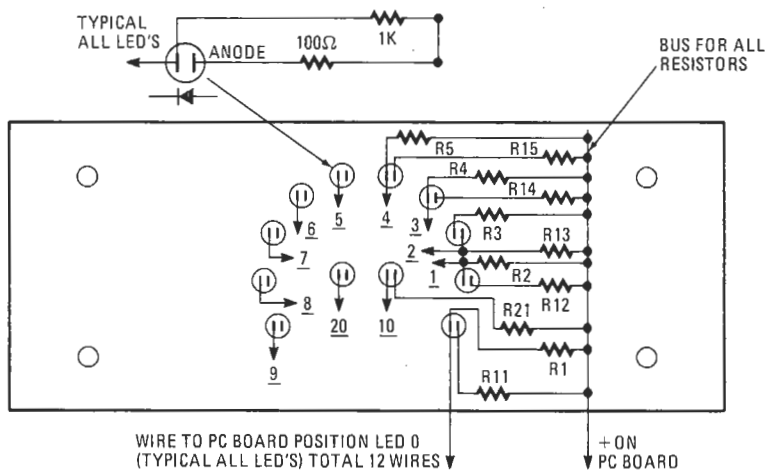 TYPICAL
ALL LED'S
ANODE
100Ω
1K
BUS FOR ALL
RESISTORS
R5
R15
R4
R14
5
4
3
R3
6
2
R13
7
1
R2
R12
8
20
10
R21
R1
9
R11
WIRE TO PC BOARD POSITION LED 0
(TYPICAL ALL LED'S) TOTAL 12 WIRES
+ ON
PC BOARD